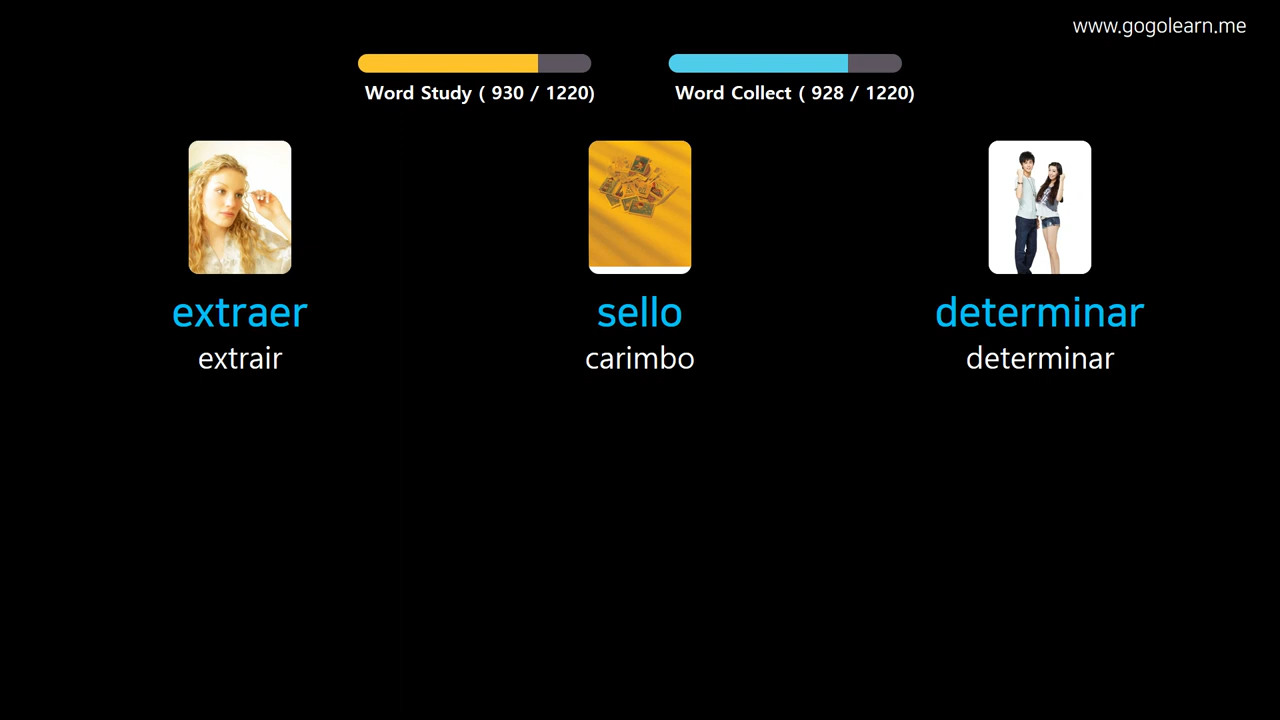 www.gogolearn.me
Word Study ( 930 / 1220)
Word Collect ( 928 / 1220)
extraer
extrair
sello
carimbo
determinar
determinar